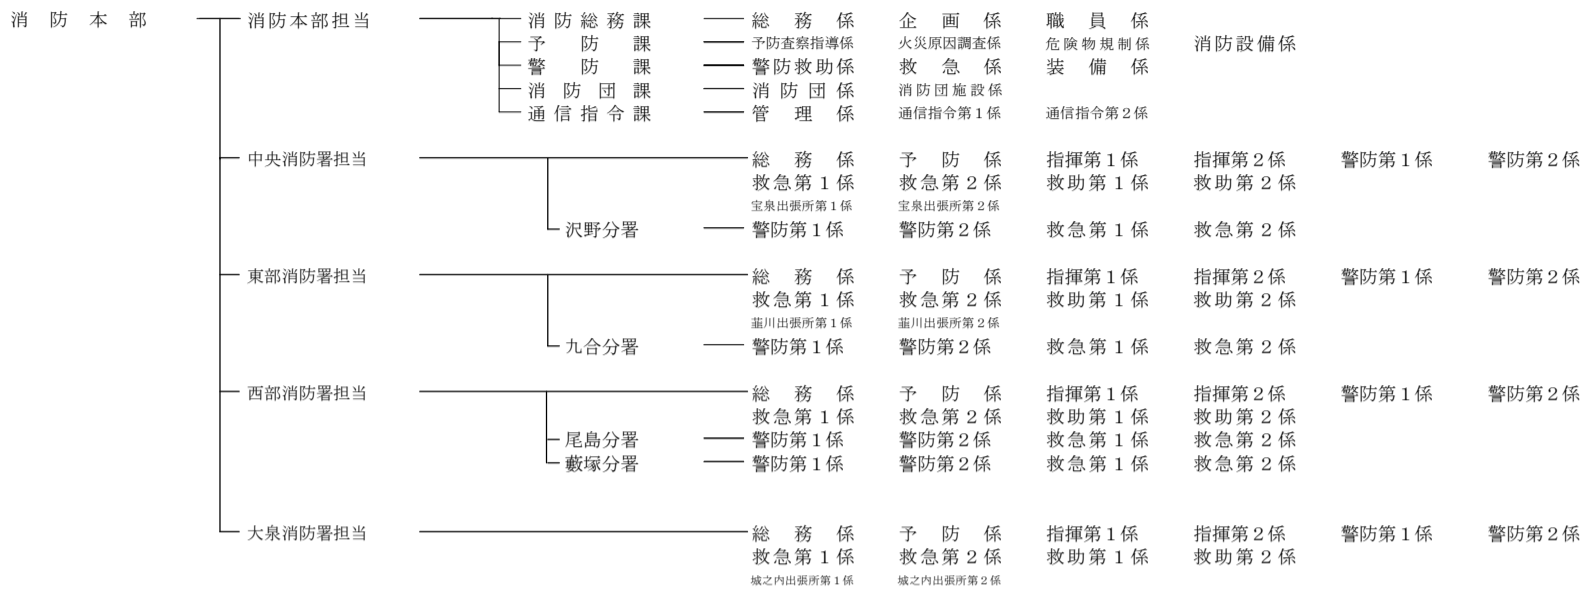 消防本部 消防本部担当 消防総務課 総務係 企画係 職員係
予防課 予防査察指導係 火災原因調査係 危険物規制係 消防設備係
警防課 警防救助係 救急係 装備係
消防団課 消防団係 消防団施設係
通信指令課 管理係 通信指令第1係 通信指令第2係
中央消防署担当 総務係 予防係 指揮第1係 指揮第2係 警防第1係 警防第2係
救急第1係 救急第2係 救助第1係 救助第2係
宝泉出張所第1係 宝泉出張所第2係
沢野分署 警防第1係 警防第2係 救急第1係 救急第2係
東部消防署担当 総務係 予防係 指揮第1係 指揮第2係 警防第1係 警防第2係
救急第1係 救急第2係 救助第1係 救助第2係
韮川出張所第1係 韮川出張所第2係
九合分署 警防第1係 警防第2係 救急第1係 救急第2係
西部消防署担当 総務係 予防係 指揮第1係 指揮第2係 警防第1係 警防第2係
救急第1係 救急第2係 救助第1係 救助第2係
尾島分署 警防第1係 警防第2係 救急第1係 救急第2係
藪塚分署 警防第1係 警防第2係 救急第1係 救急第2係
大泉消防署担当 総務係 予防係 指揮第1係 指揮第2係 警防第1係 警防第2係
救急第1係 救急第2係 救助第1係 救助第2係
城之内出張所第1係 城之内出張所第2係